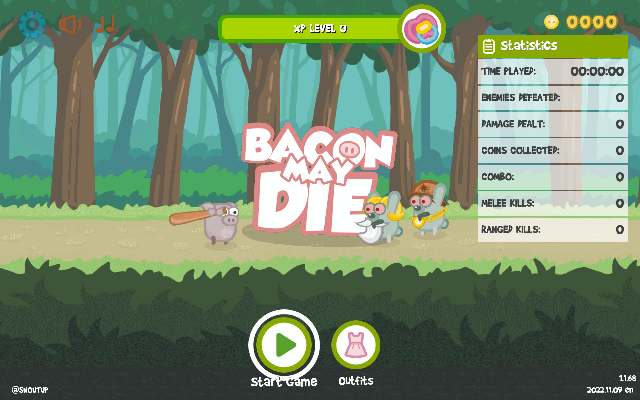 XP LEVEL 0
0000
Statistics
TIME PLAYED: 00:00:00
ENEMIES DEFEATED: 0
DAMAGE DEALT: 0
COINS COLLECTED: 0
COMBO: 0
MELEE KILLS: 0
RANGED KILLS: 0
BACON
MAY
DIE
Start Game
Outfits
@SNOUTUP
1.1.68
2022.11.09 en